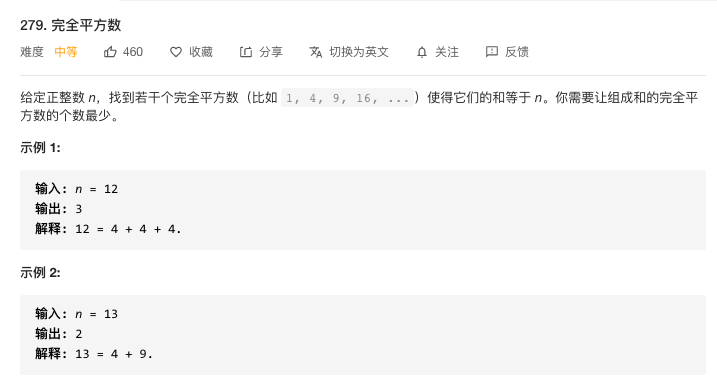 279. 完全平方数
难度 中等 460 收藏 分享 切换为英文 关注 反馈
给定正整数 n，找到若干个完全平方数（比如 1, 4, 9, 16, ...）使得它们的和等于 n。你需要让组成和的完全平
方数的个数最少。
示例 1:
输入: n = 12
输出: 3
解释: 12 = 4 + 4 + 4.
示例 2:
输入: n = 13
输出: 2
解释: 13 = 4 + 9.